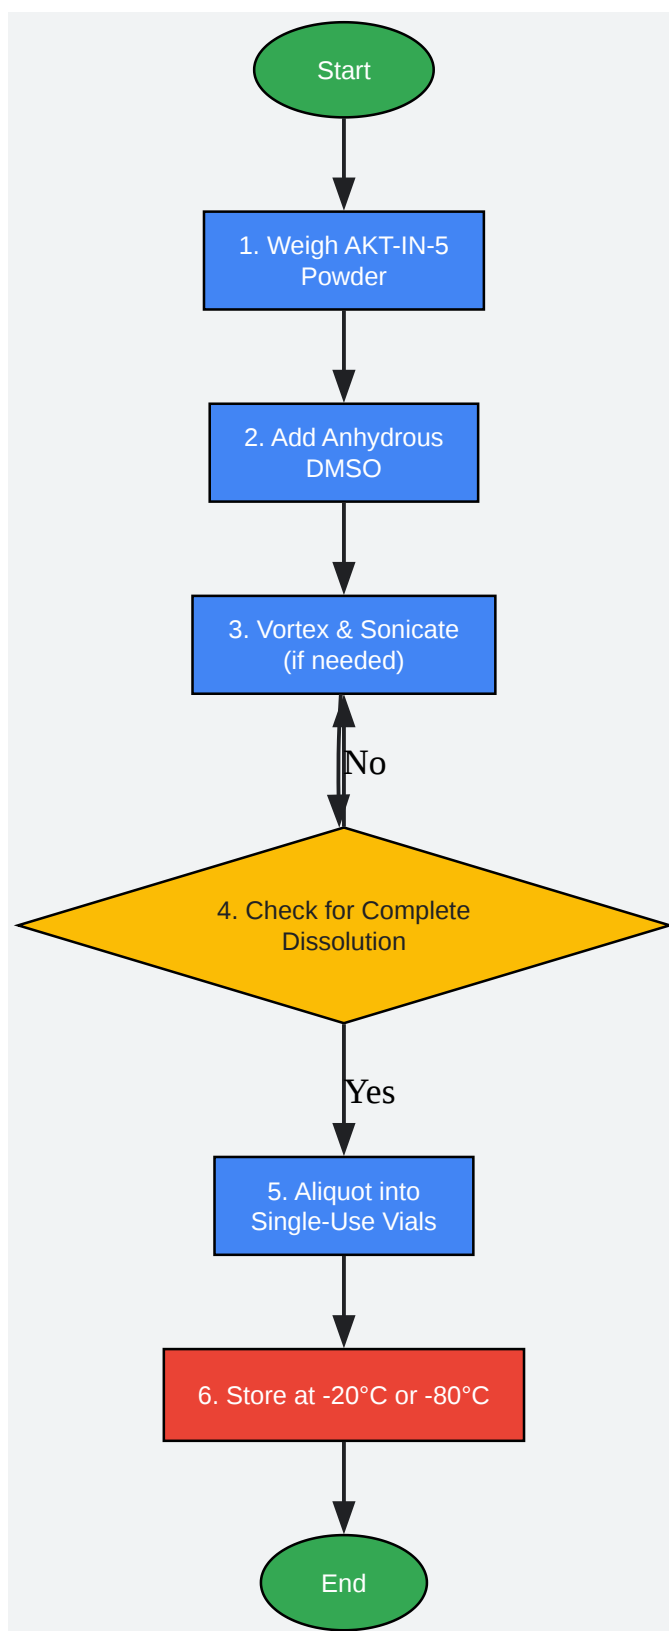 Start
1. Weigh AKT-IN-5
Powder
2. Add Anhydrous
DMSO
3. Vortex & Sonicate
(if needed)
No
4. Check for Complete
Dissolution
Yes
5. Aliquot into
Single-Use Vials
6. Store at -20°C or -80°C
End